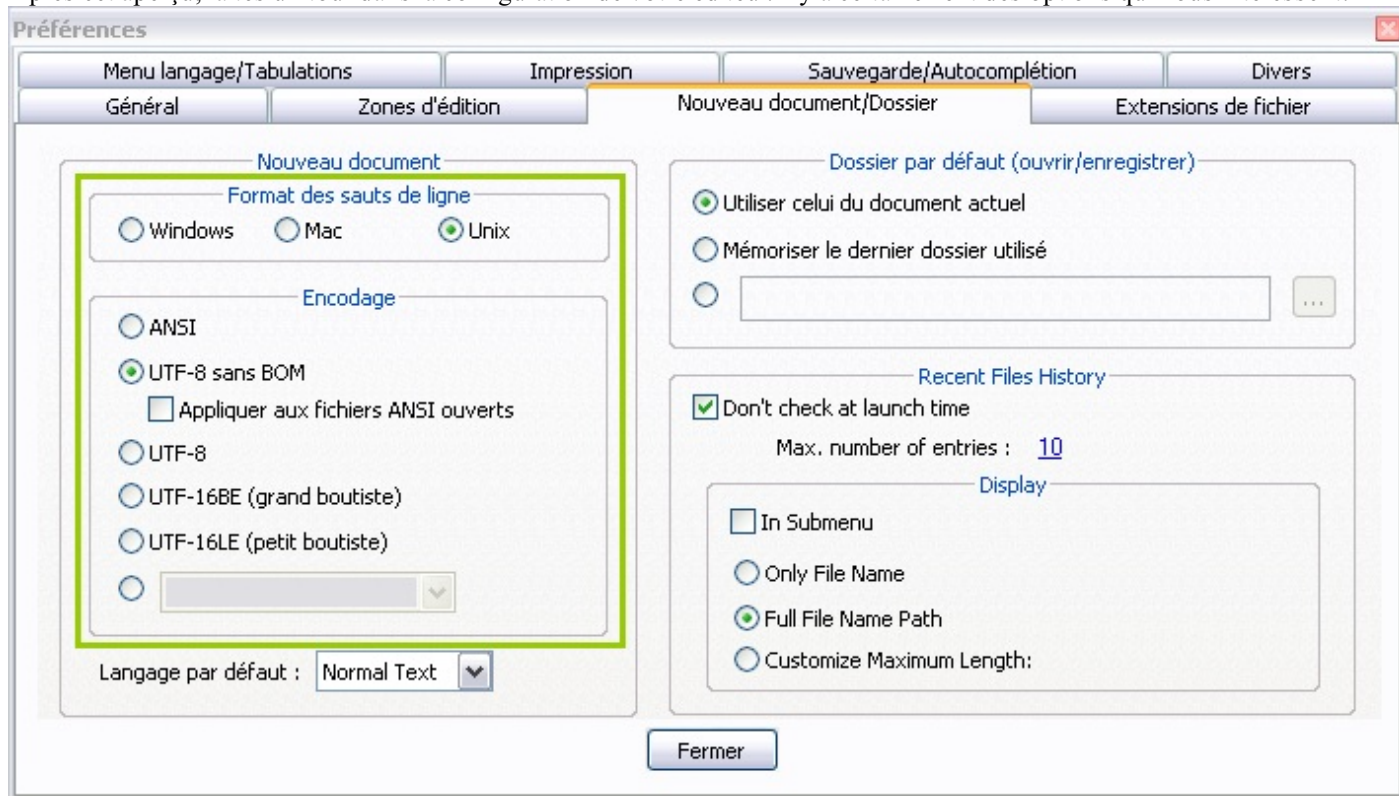 Préférences
Menu langage/Tabulations Impression Sauvegarde/Autocomplétion Divers
Général Zones d'édition Nouveau document/Dossier Extensions de fichier
Nouveau document
Format des sauts de ligne
Windows Mac Unix
Encodage
ANSI
UTF-8 sans BOM
Appliquer aux fichiers ANSI ouverts
UTF-8
UTF-16BE (grand boutiste)
UTF-16LE (petit boutiste)
Langage par défaut : Normal Text
Dossier par défaut (ouvrir/enregistrer)
Utiliser celui du document actuel
Mémoriser le dernier dossier utilisé
...
Recent Files History
Don't check at launch time
Max. number of entries : 10
Display
In Submenu
Only File Name
Full File Name Path
Customize Maximum Length:
Fermer